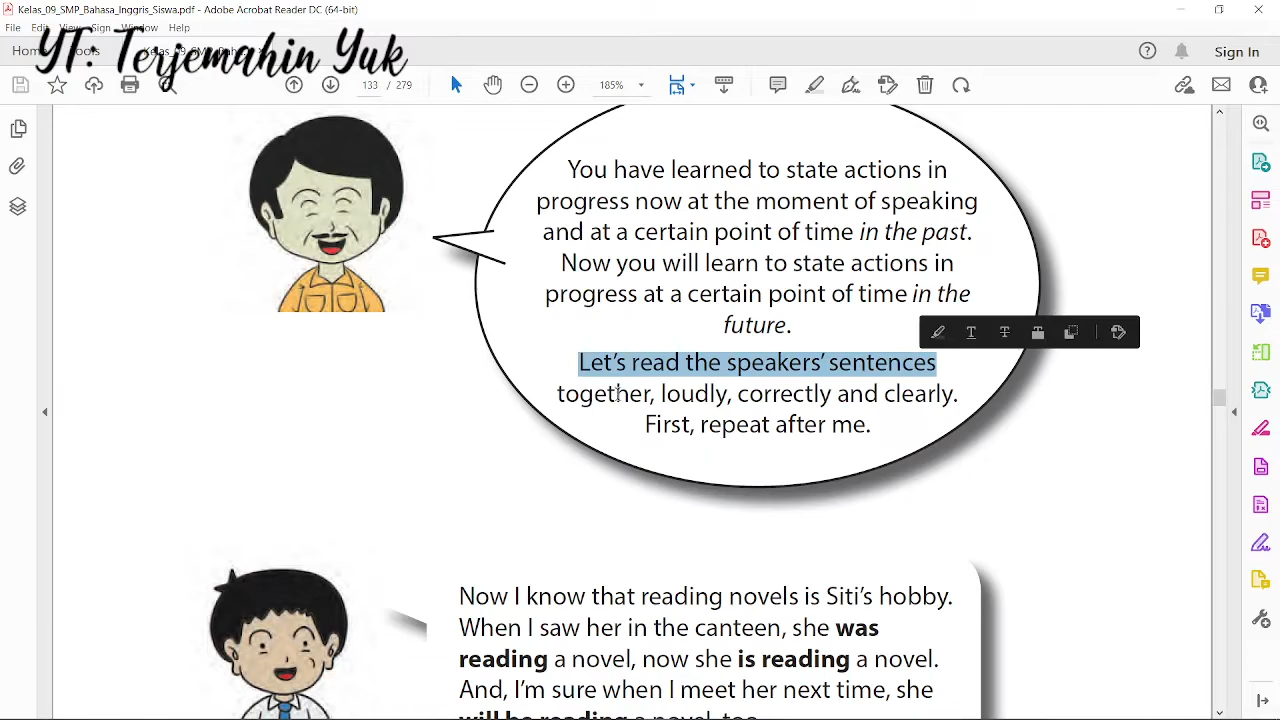 Kelas_09_SMP_Bahasa_Inggris_Siswa.pdf - Adobe Acrobat Reader DC (64-bit)
File Edit View Sign Window Help
YT: Terjemahin Yuk
Sign In
133 / 279
185%
You have learned to state actions in
progress now at the moment of speaking
and at a certain point of time in the past.
Now you will learn to state actions in
progress at a certain point of time in the
future.
Let's read the speakers' sentences
together, loudly, correctly and clearly.
First, repeat after me.
Now I know that reading novels is Siti's hobby.
When I saw her in the canteen, she was
reading a novel, now she is reading a novel.
And, I'm sure when I meet her next time, she
will be reading a novel, too.